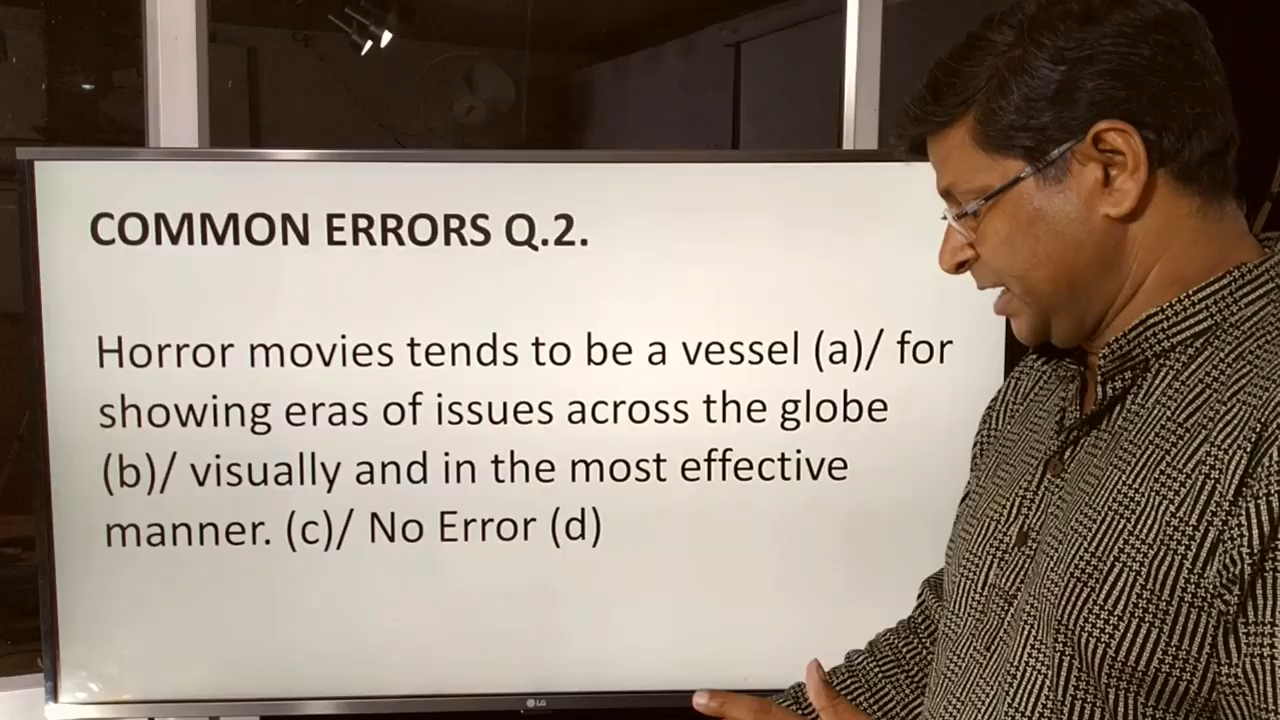 COMMON ERRORS Q.2.
Horror movies tends to be a vessel (a)/ for
showing eras of issues across the globe
(b)/ visually and in the most effective
manner. (c)/ No Error (d)
LG